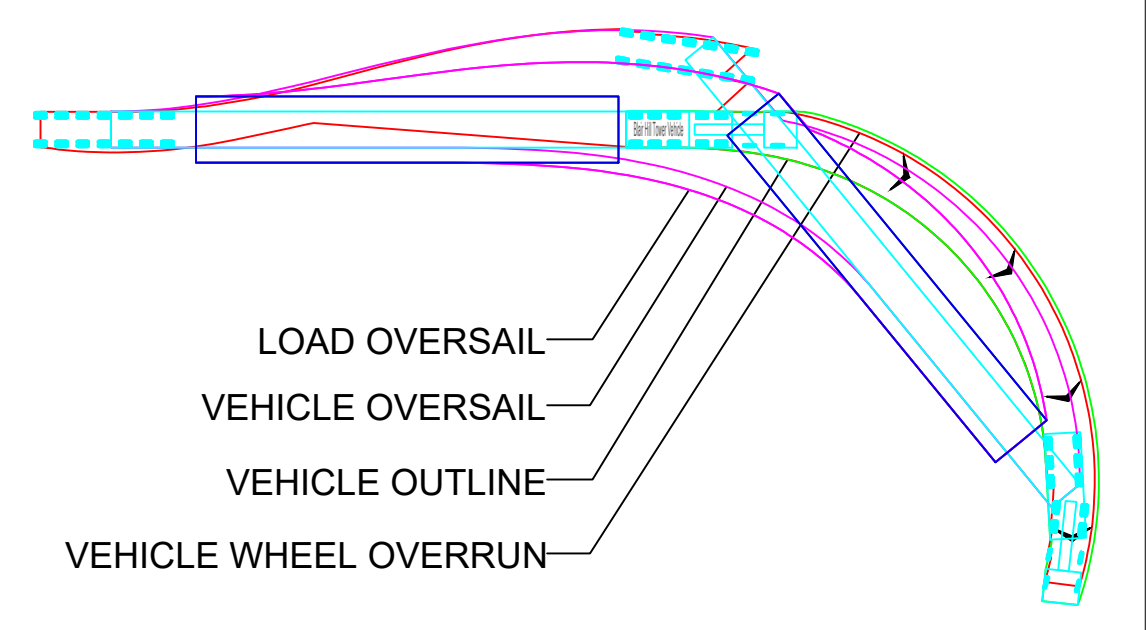 Blair Hill Tower Vehicle
LOAD OVERSAIL
VEHICLE OVERSAIL
VEHICLE OUTLINE
VEHICLE WHEEL OVERRUN